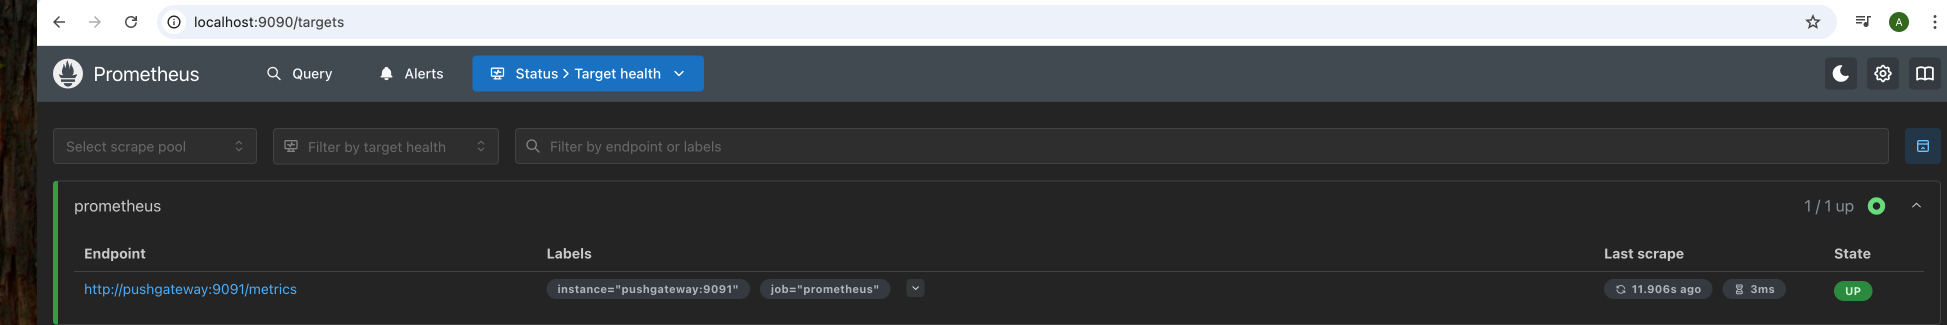 localhost:9090/targets
A
Prometheus Query Alerts Status > Target health
Select scrape pool Filter by target health Filter by endpoint or labels
prometheus 1 / 1 up
Endpoint Labels Last scrape State
http://pushgateway:9091/metrics instance="pushgateway:9091" job="prometheus" 11.906s ago 3ms UP